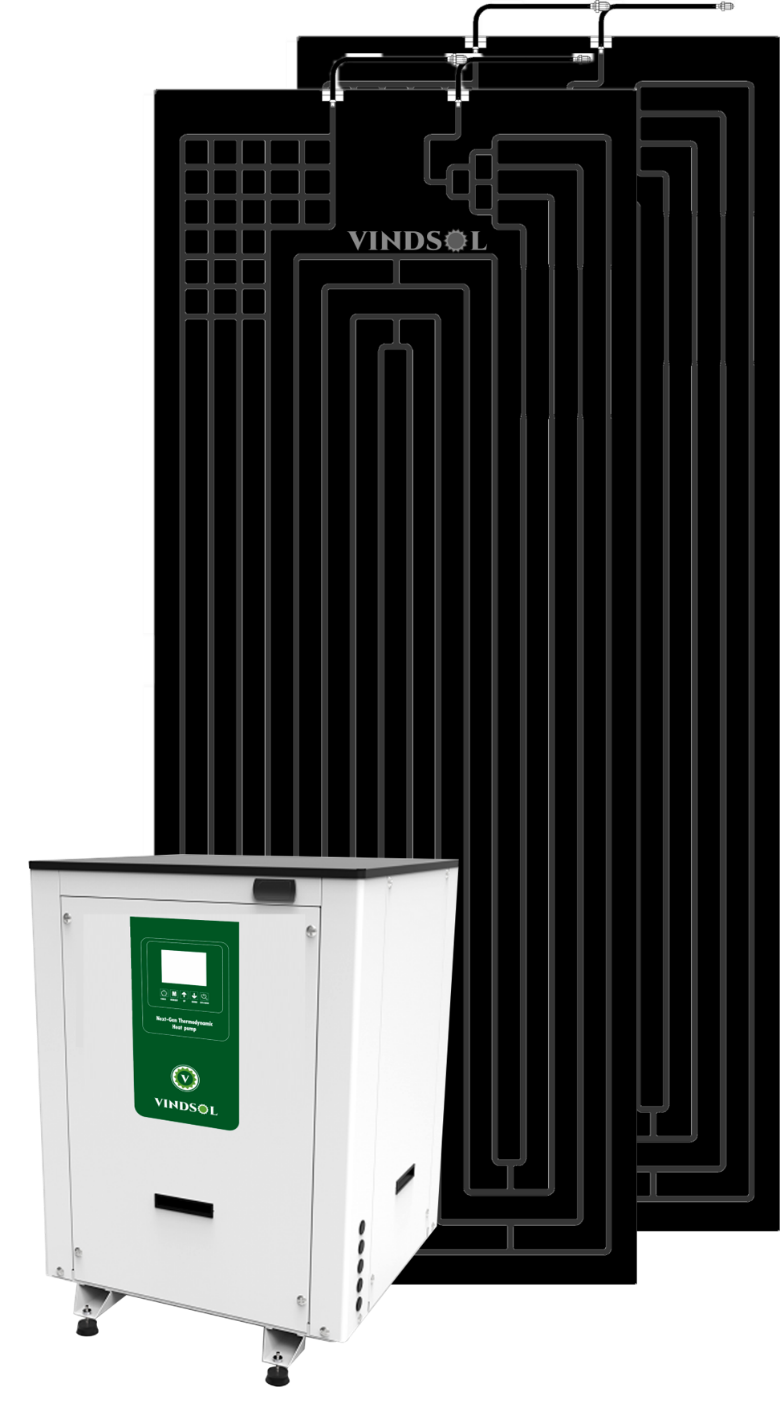 VINDSOL
Next-Gen Thermodynamic
Heat pump
V
VINDSOL